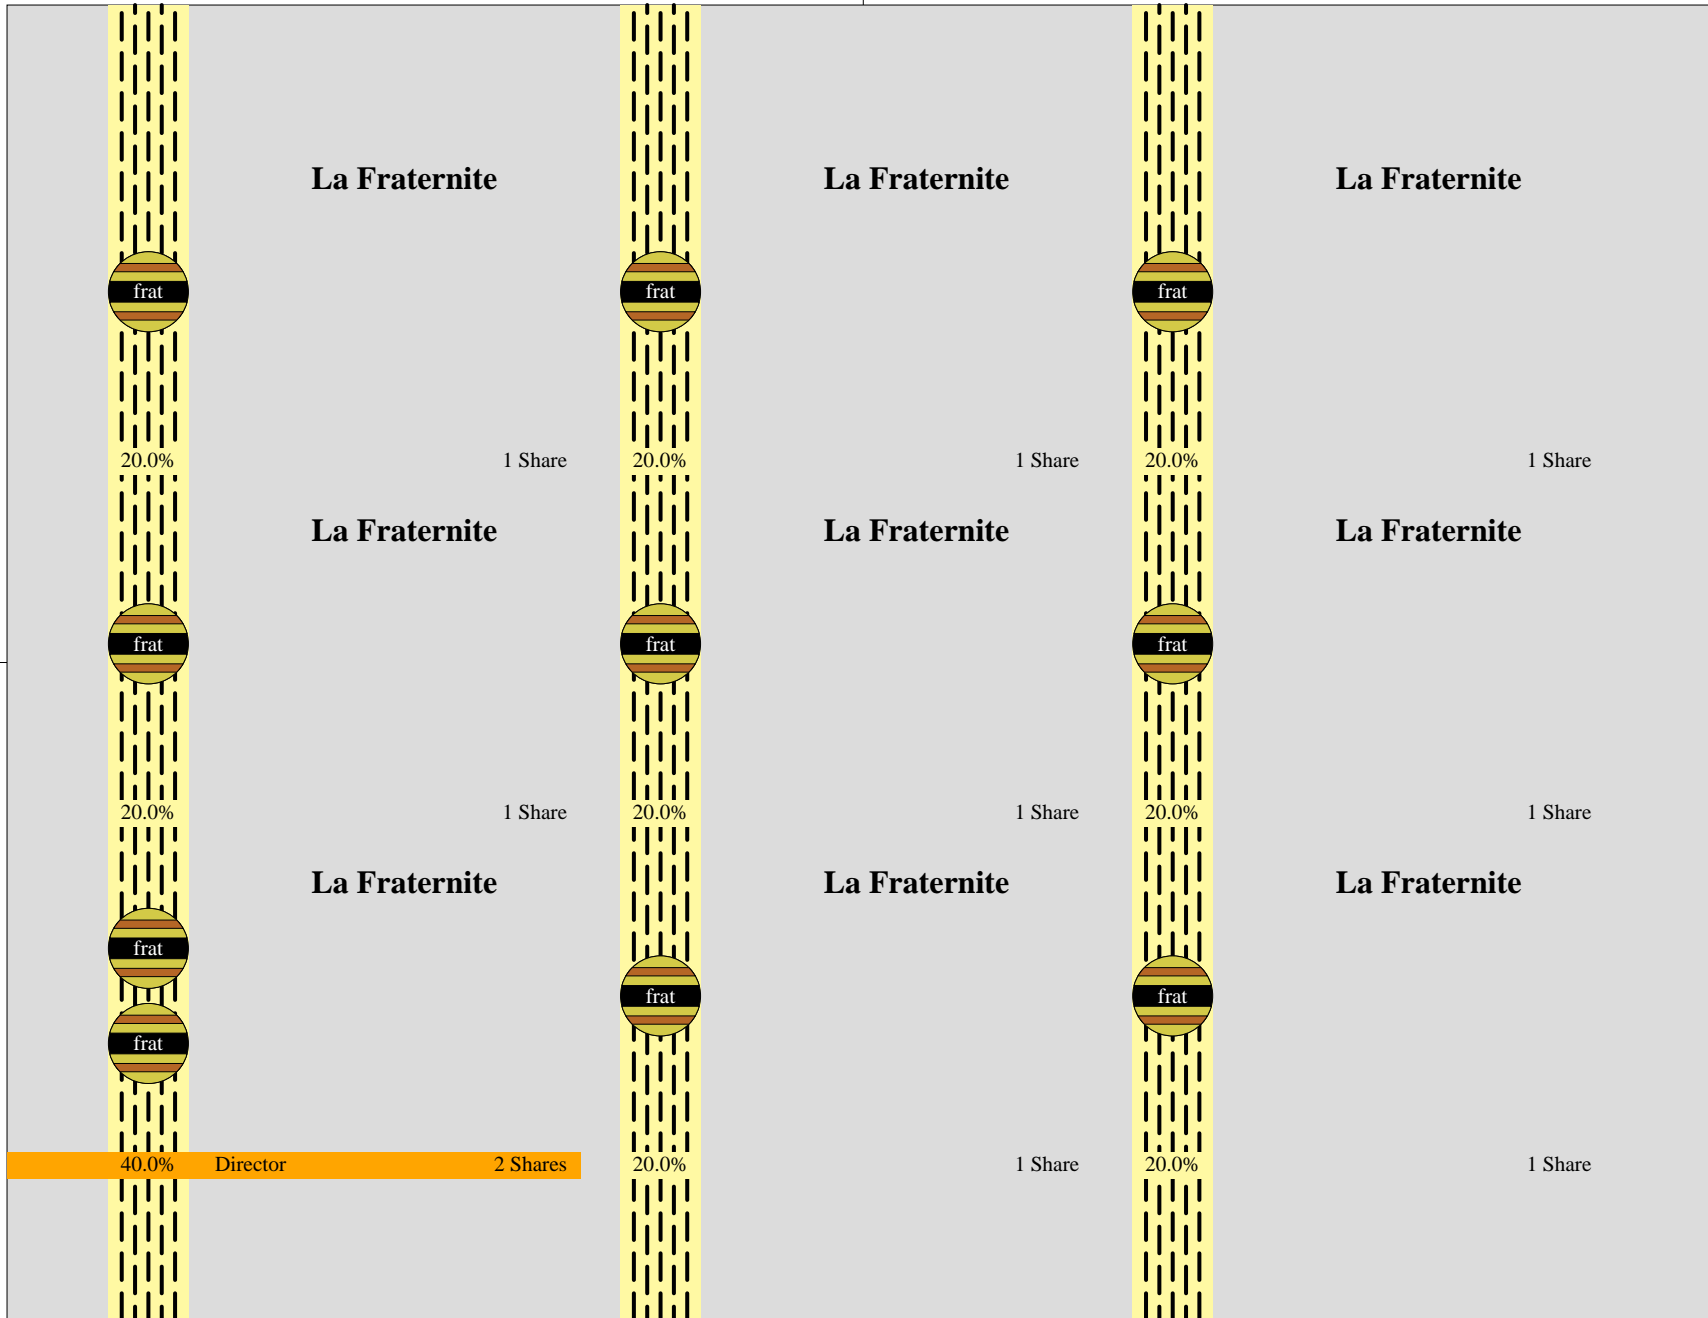 La Fraternite La Fraternite La Fraternite
frat frat frat
20.0% 1 Share 20.0% 1 Share 20.0% 1 Share
La Fraternite La Fraternite La Fraternite
frat frat frat
20.0% 1 Share 20.0% 1 Share 20.0% 1 Share
La Fraternite La Fraternite La Fraternite
frat
frat frat
frat
40.0% Director 2 Shares 20.0% 1 Share 20.0% 1 Share